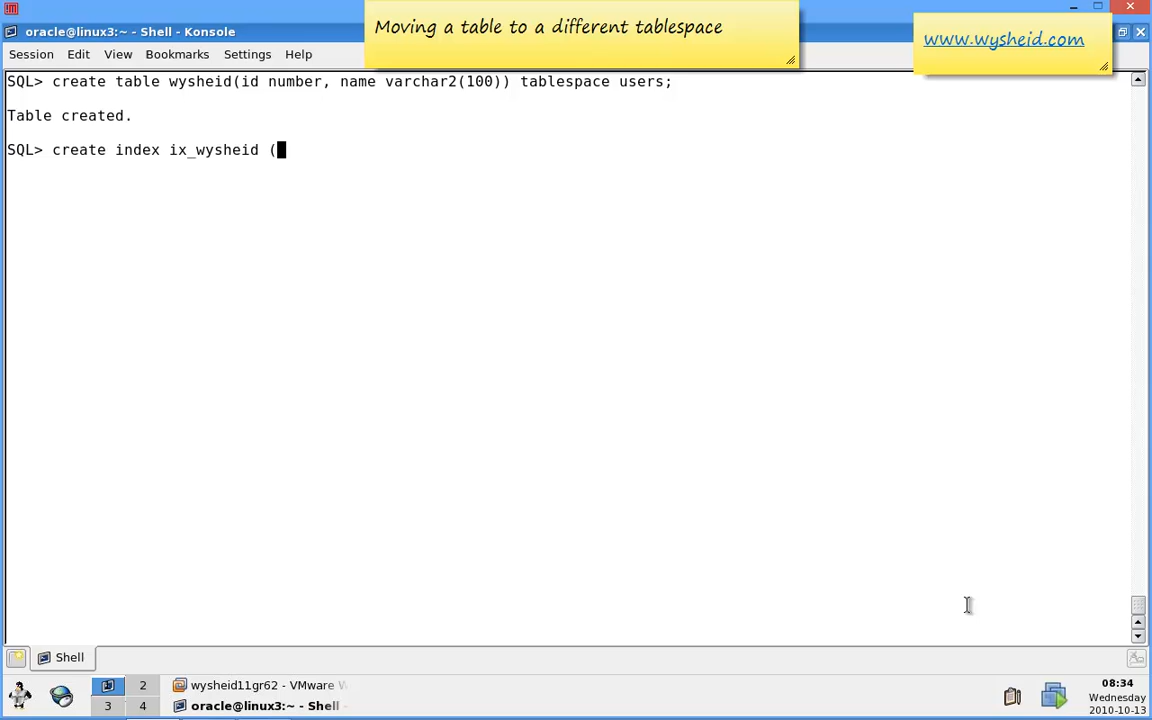 Moving a table to a different tablespace
www.wysheid.com
oracle@linux3:~ - Shell - Konsole
Session Edit View Bookmarks Settings Help
SQL> create table wysheid(id number, name varchar2(100)) tablespace users;
Table created.
SQL> create index ix_wysheid (
Shell
2 wysheid11gr62 - VMware W
3 4 oracle@linux3:~ - Shell -
08:34
Wednesday
2010-10-13